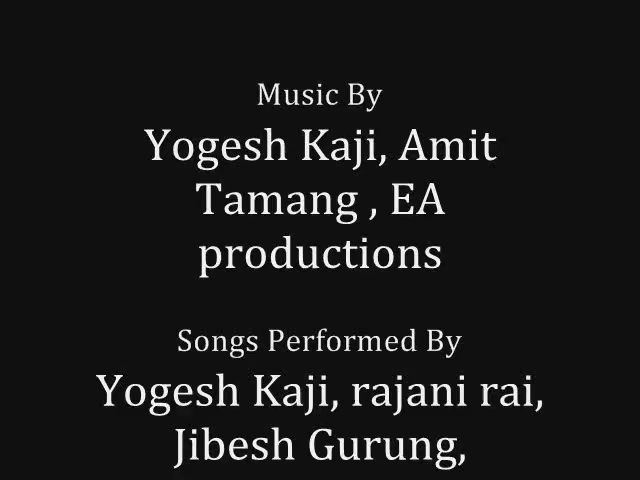 Music By
Yogesh Kaji, Amit
Tamang , EA
productions
Songs Performed By
Yogesh Kaji, rajani rai,
Jibesh Gurung,